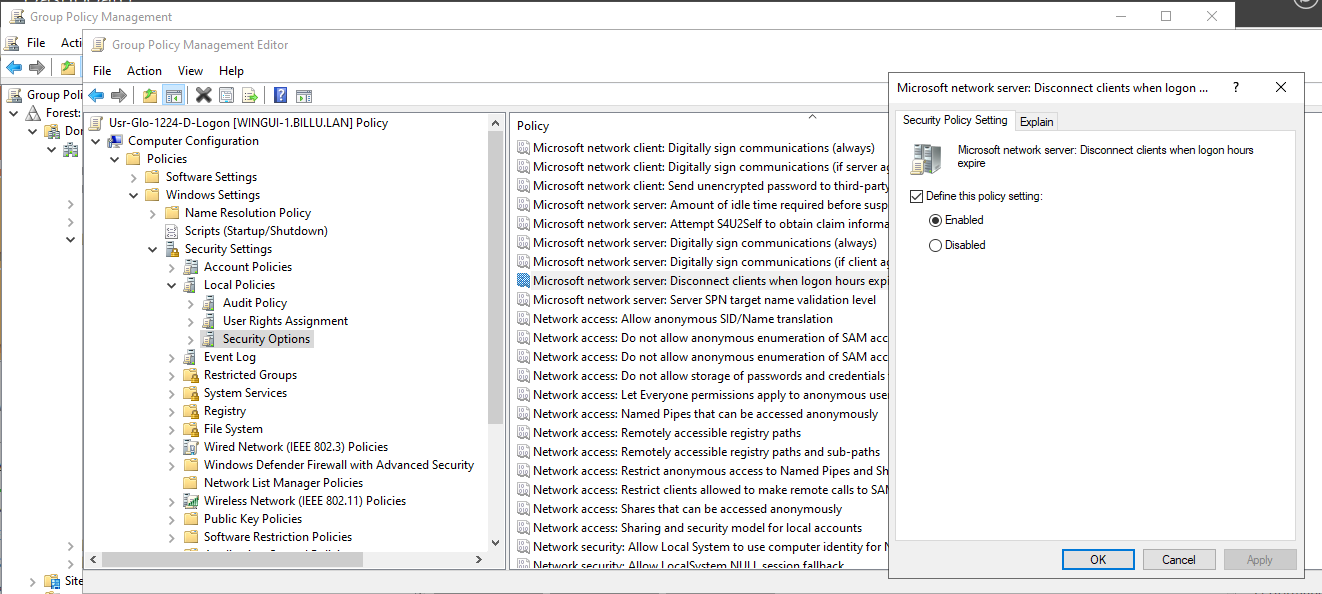 Group Policy Management
File
Acti
Group Policy Management Editor
File Action View Help
Group Poli
Forest:
Dor
Site
Usr-Glo-1224-D-Logon [WINGUI-1.BILLU.LAN] Policy
Computer Configuration
Policies
Software Settings
Windows Settings
Name Resolution Policy
Scripts (Startup/Shutdown)
Security Settings
Account Policies
Local Policies
Audit Policy
User Rights Assignment
Security Options
Event Log
Restricted Groups
System Services
Registry
File System
Wired Network (IEEE 802.3) Policies
Windows Defender Firewall with Advanced Security
Network List Manager Policies
Wireless Network (IEEE 802.11) Policies
Public Key Policies
Software Restriction Policies
Policy
Microsoft network client: Digitally sign communications (always)
Microsoft network client: Digitally sign communications (if server ag
Microsoft network client: Send unencrypted password to third-party
Microsoft network server: Amount of idle time required before susp
Microsoft network server: Attempt S4U2Self to obtain claim informa
Microsoft network server: Digitally sign communications (always)
Microsoft network server: Digitally sign communications (if client ag
Microsoft network server: Disconnect clients when logon hours expi
Microsoft network server: Server SPN target name validation level
Network access: Allow anonymous SID/Name translation
Network access: Do not allow anonymous enumeration of SAM acc
Network access: Do not allow anonymous enumeration of SAM acc
Network access: Do not allow storage of passwords and credentials
Network access: Let Everyone permissions apply to anonymous use
Network access: Named Pipes that can be accessed anonymously
Network access: Remotely accessible registry paths
Network access: Remotely accessible registry paths and sub-paths
Network access: Restrict anonymous access to Named Pipes and Sh
Network access: Restrict clients allowed to make remote calls to SAM
Network access: Shares that can be accessed anonymously
Network access: Sharing and security model for local accounts
Network security: Allow Local System to use computer identity for N
Network security: Allow LocalSystem NULL session fallback
Microsoft network server: Disconnect clients when logon ...
?
Security Policy Setting
Explain
Microsoft network server: Disconnect clients when logon hours
expire
Define this policy setting:
Enabled
Disabled
OK
Cancel
Apply